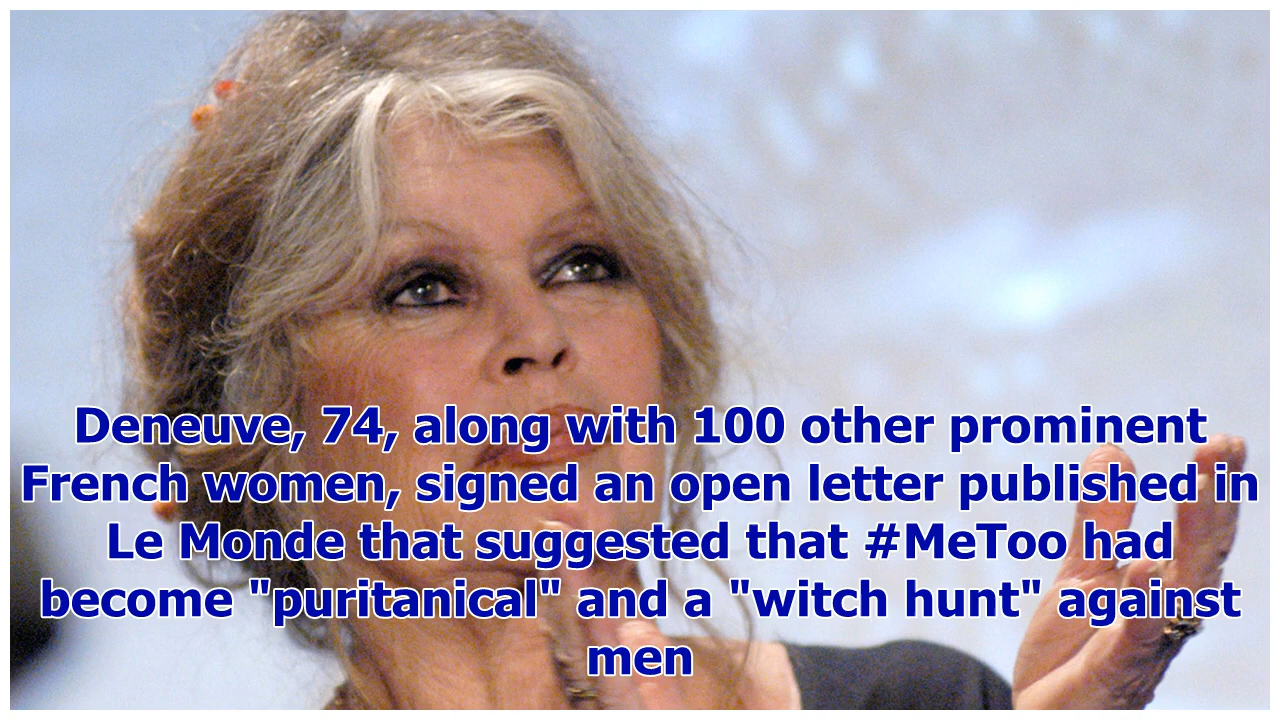 Deneuve, 74, along with 100 other prominent
French women, signed an open letter published in
Le Monde that suggested that #MeToo had
become "puritanical" and a "witch hunt" against
men